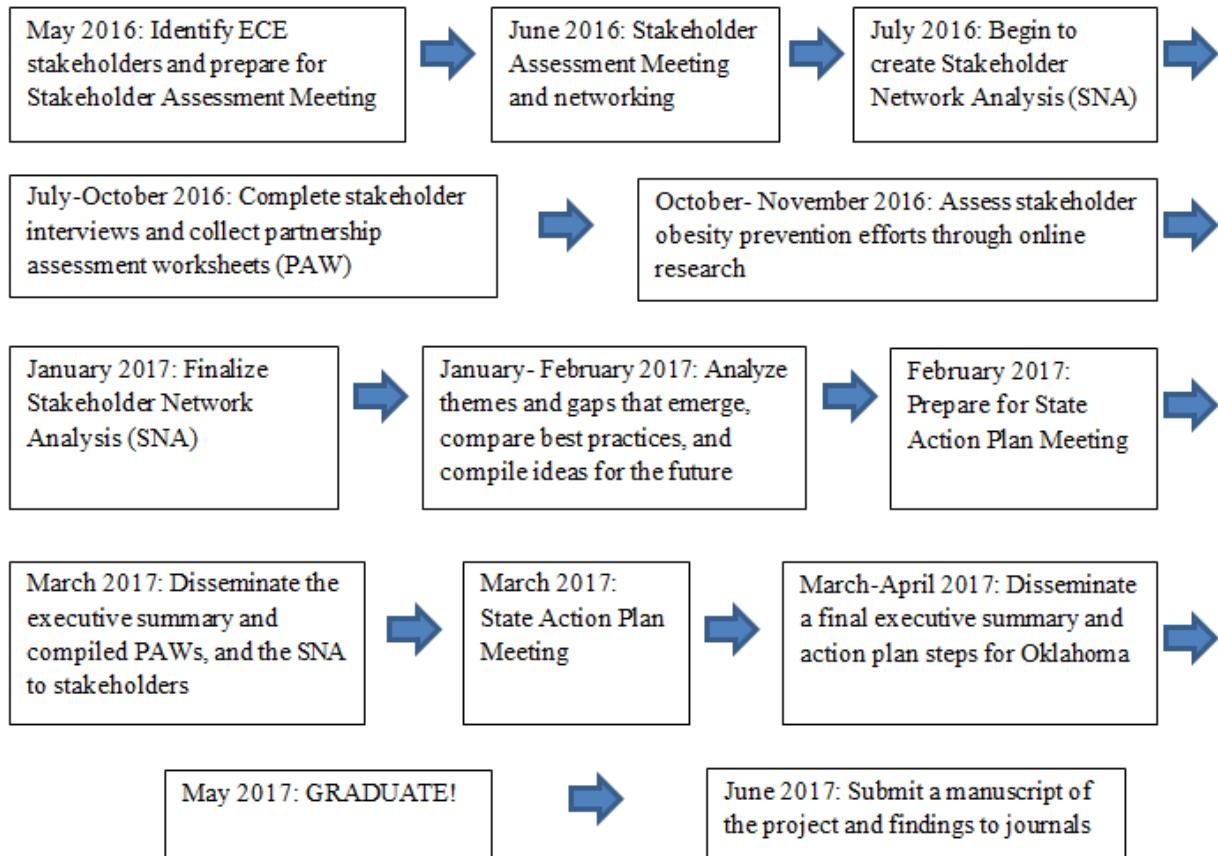 May 2016: Identify ECE
stakeholders and prepare for
Stakeholder Assessment Meeting
June 2016: Stakeholder
Assessment Meeting
and networking
July 2016: Begin to
create Stakeholder
Network Analysis (SNA)
July-October 2016: Complete stakeholder
interviews and collect partnership
assessment worksheets (PAW)
October- November 2016: Assess stakeholder
obesity prevention efforts through online
research
January 2017: Finalize
Stakeholder Network
Analysis (SNA)
January- February 2017: Analyze
themes and gaps that emerge,
compare best practices, and
compile ideas for the future
February 2017:
Prepare for State
Action Plan Meeting
March 2017: Disseminate the
executive summary and
compiled PAWs, and the SNA
to stakeholders
March 2017:
State Action Plan
Meeting
March-April 2017: Disseminate
a final executive summary and
action plan steps for Oklahoma
May 2017: GRADUATE!
June 2017: Submit a manuscript of
the project and findings to journals